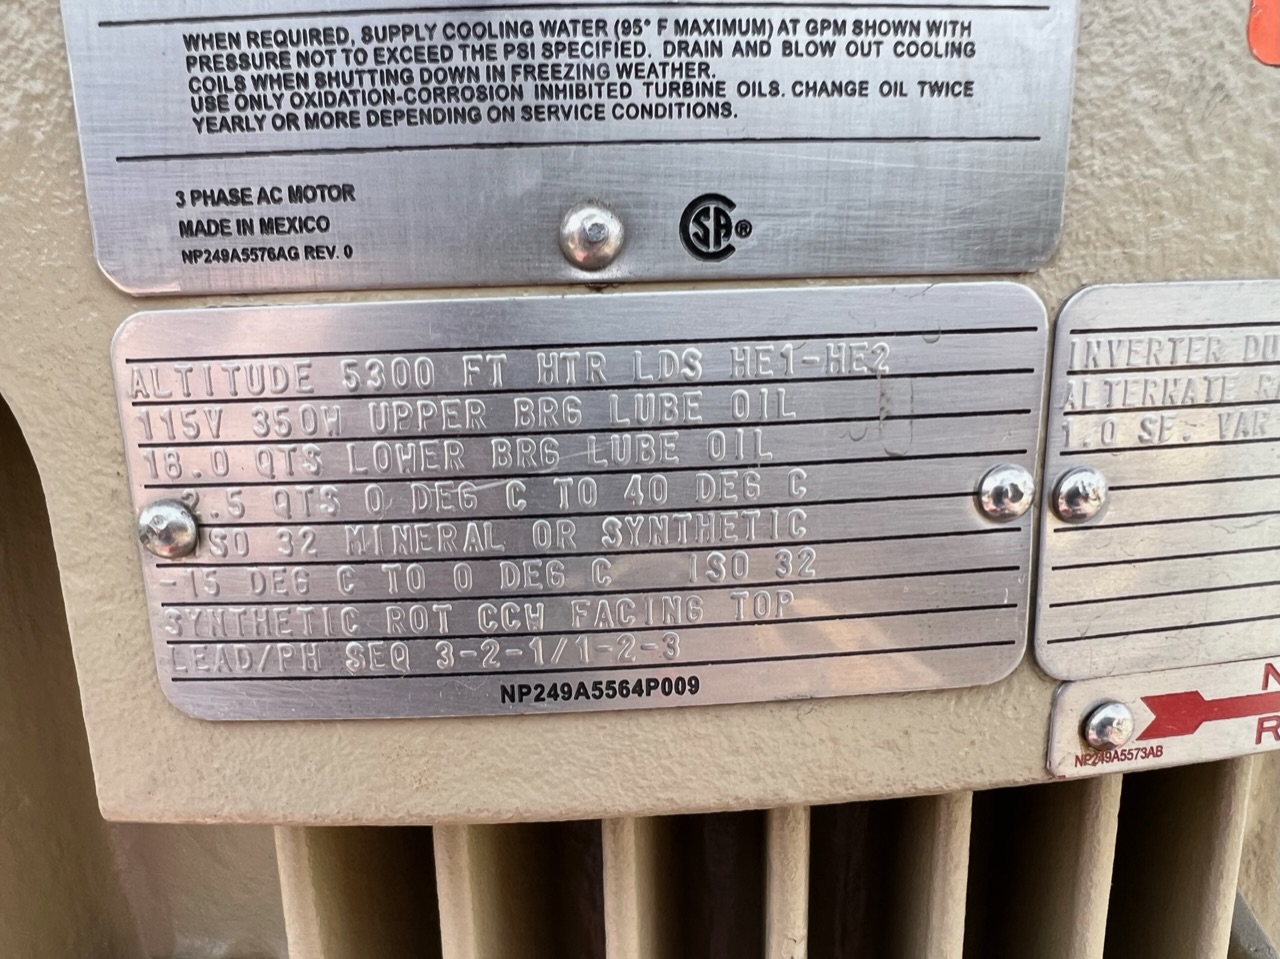 WHEN REQUIRED, SUPPLY COOLING WATER (95° F MAXIMUM) AT GPM SHOWN WITH
PRESSURE NOT TO EXCEED THE PSI SPECIFIED. DRAIN AND BLOW OUT COOLING
COILS WHEN SHUTTING DOWN IN FREEZING WEATHER.
USE ONLY OXIDATION-CORROSION INHIBITED TURBINE OILS. CHANGE OIL TWICE
YEARLY OR MORE DEPENDING ON SERVICE CONDITIONS.
3 PHASE AC MOTOR
MADE IN MEXICO
NP249A5576AG REV. 0
SA®
ALTITUDE 5300 FT HTR LDS HE1-HE2
115V 350W UPPER BRG LUBE OIL
18.0 QTS LOWER BRG LUBE OIL
.5 QTS 0 DEG C TO 40 DEG C
SO 32 MINERAL OR SYNTHETIC
-15 DEG C TO 0 DEG C ISO 32
SYNTHETIC ROT CCW FACING TOP
LEAD/PH SEQ 3-2-1/1-2-3
NP249A5564P009
INVERTER DU
ALTERNATE R
1.0 SF. VAR
N
R
NP249A5573AB